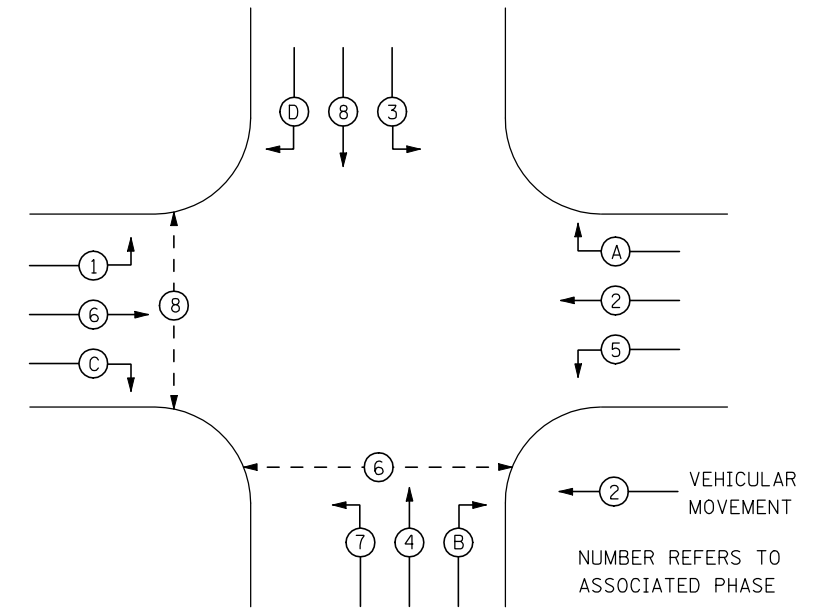 D 8 3
1
6
C
8
A
2
5
6
7 4 B
2 VEHICULAR
MOVEMENT
NUMBER REFERS TO
ASSOCIATED PHASE